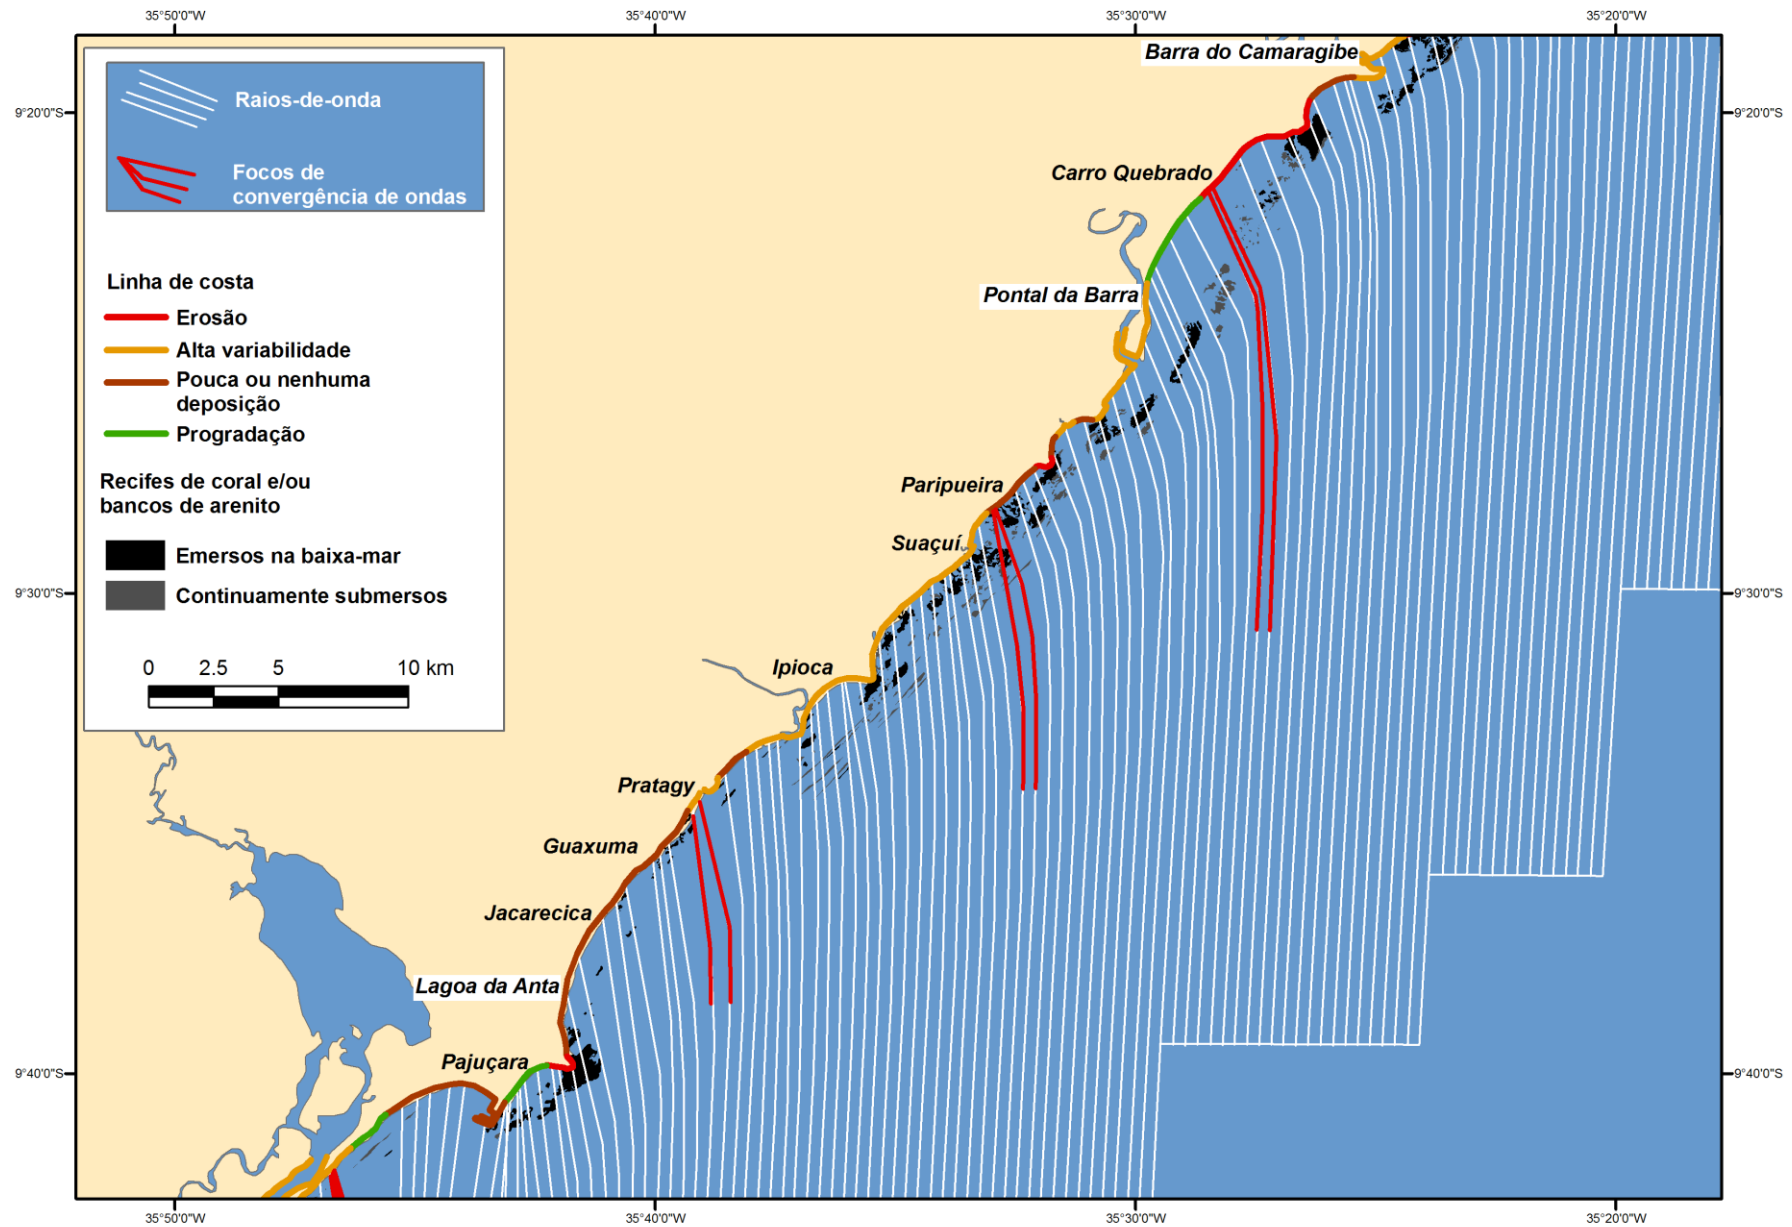 35°50'0"W
35°40'0"W
35°30'0"W
35°20'0"W
Barra do Camaragibe
Raios-de-onda
9°20'0"S
9°20'0"S
Focos de
convergência de ondas
Carro Quebrado
Linha de costa
Pontal da Barra
Erosão
Alta variabilidade
Pouca ou nenhuma
deposição
Progradação
Recifes de coral e/ou
bancos de arenito
Paripueira
Suaçuí
Emersos na baixa-mar
Continuamente submersos
9°30'0"S
9°30'0"S
0 2.5 5 10 km
Ipioca
Pratagy
Guaxuma
Jacarecica
Lagoa da Anta
Pajuçara
9°40'0"S
9°40'0"S
35°50'0"W
35°40'0"W
35°30'0"W
35°20'0"W